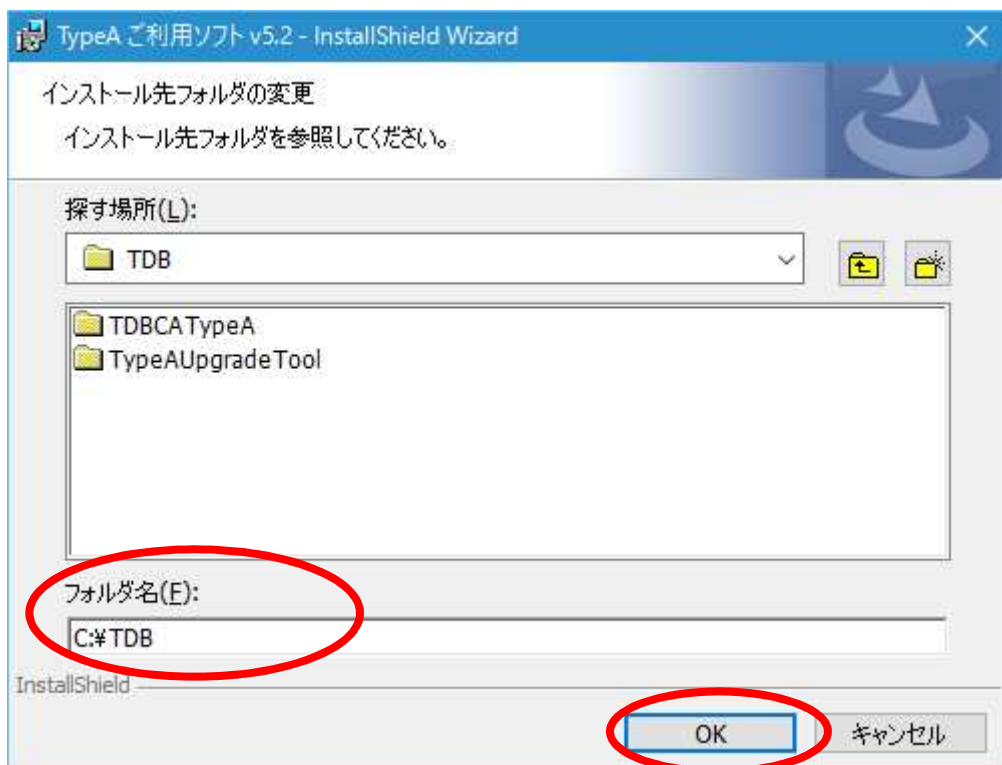 TypeA ご利用ソフト v5.2 - InstallShield Wizard
インストール先フォルダの変更
インストール先フォルダを参照してください。
探す場所(L):
TDB
TDBCATypeA
TypeAUpgradeTool
フォルダ名(F):
C:¥TDB
InstallShield
OK キャンセル